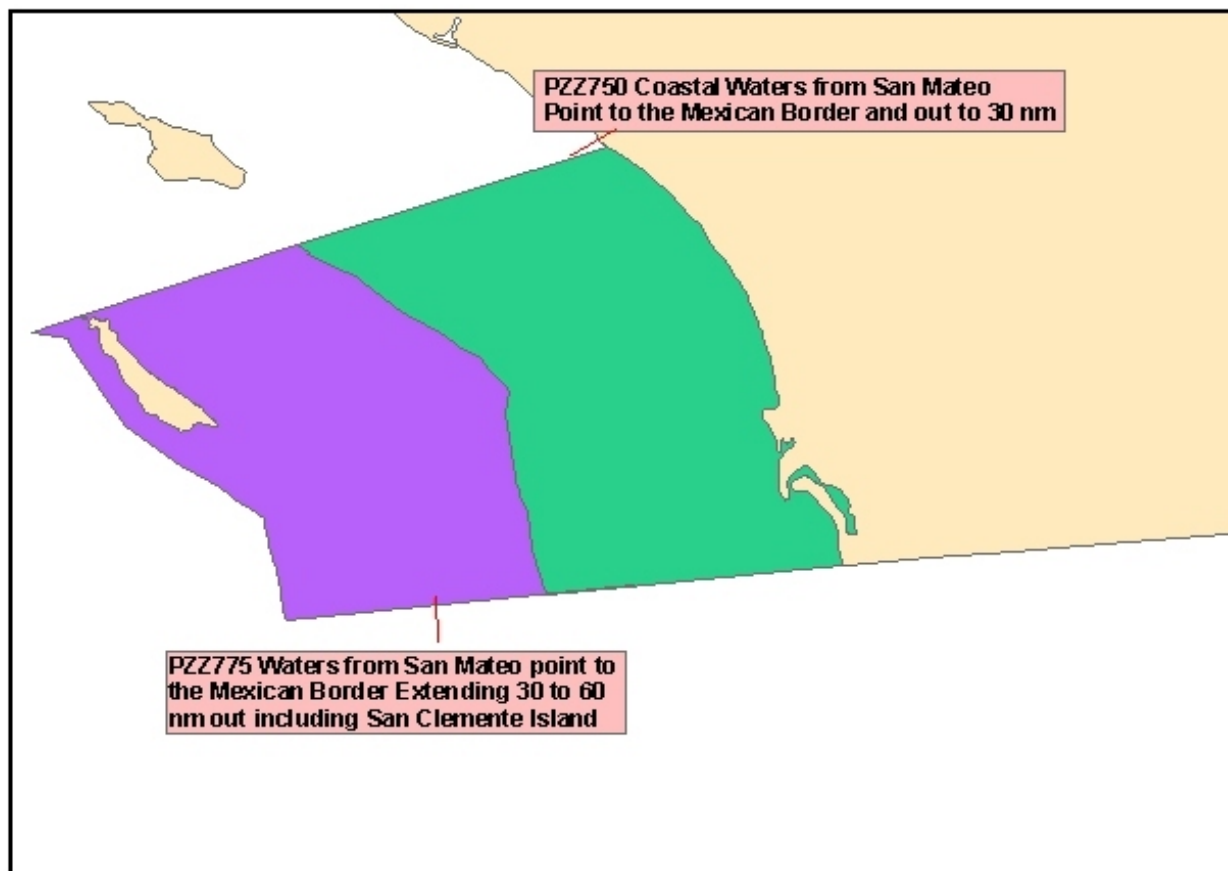 PZZ750 Coastal Waters from San Mateo
Point to the Mexican Border and out to 30 nm
PZZ775 Waters from San Mateo point to
the Mexican Border Extending 30 to 60
nm out including San Clemente Island